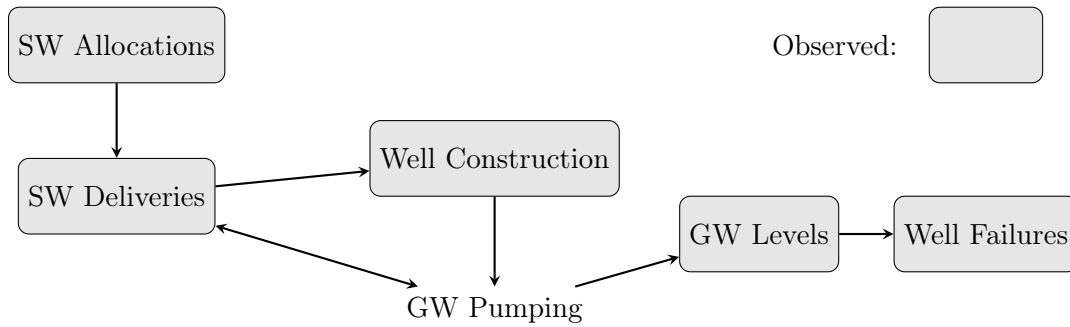 SW Allocations
Observed:
Well Construction
SW Deliveries
GW Levels
Well Failures
GW Pumping